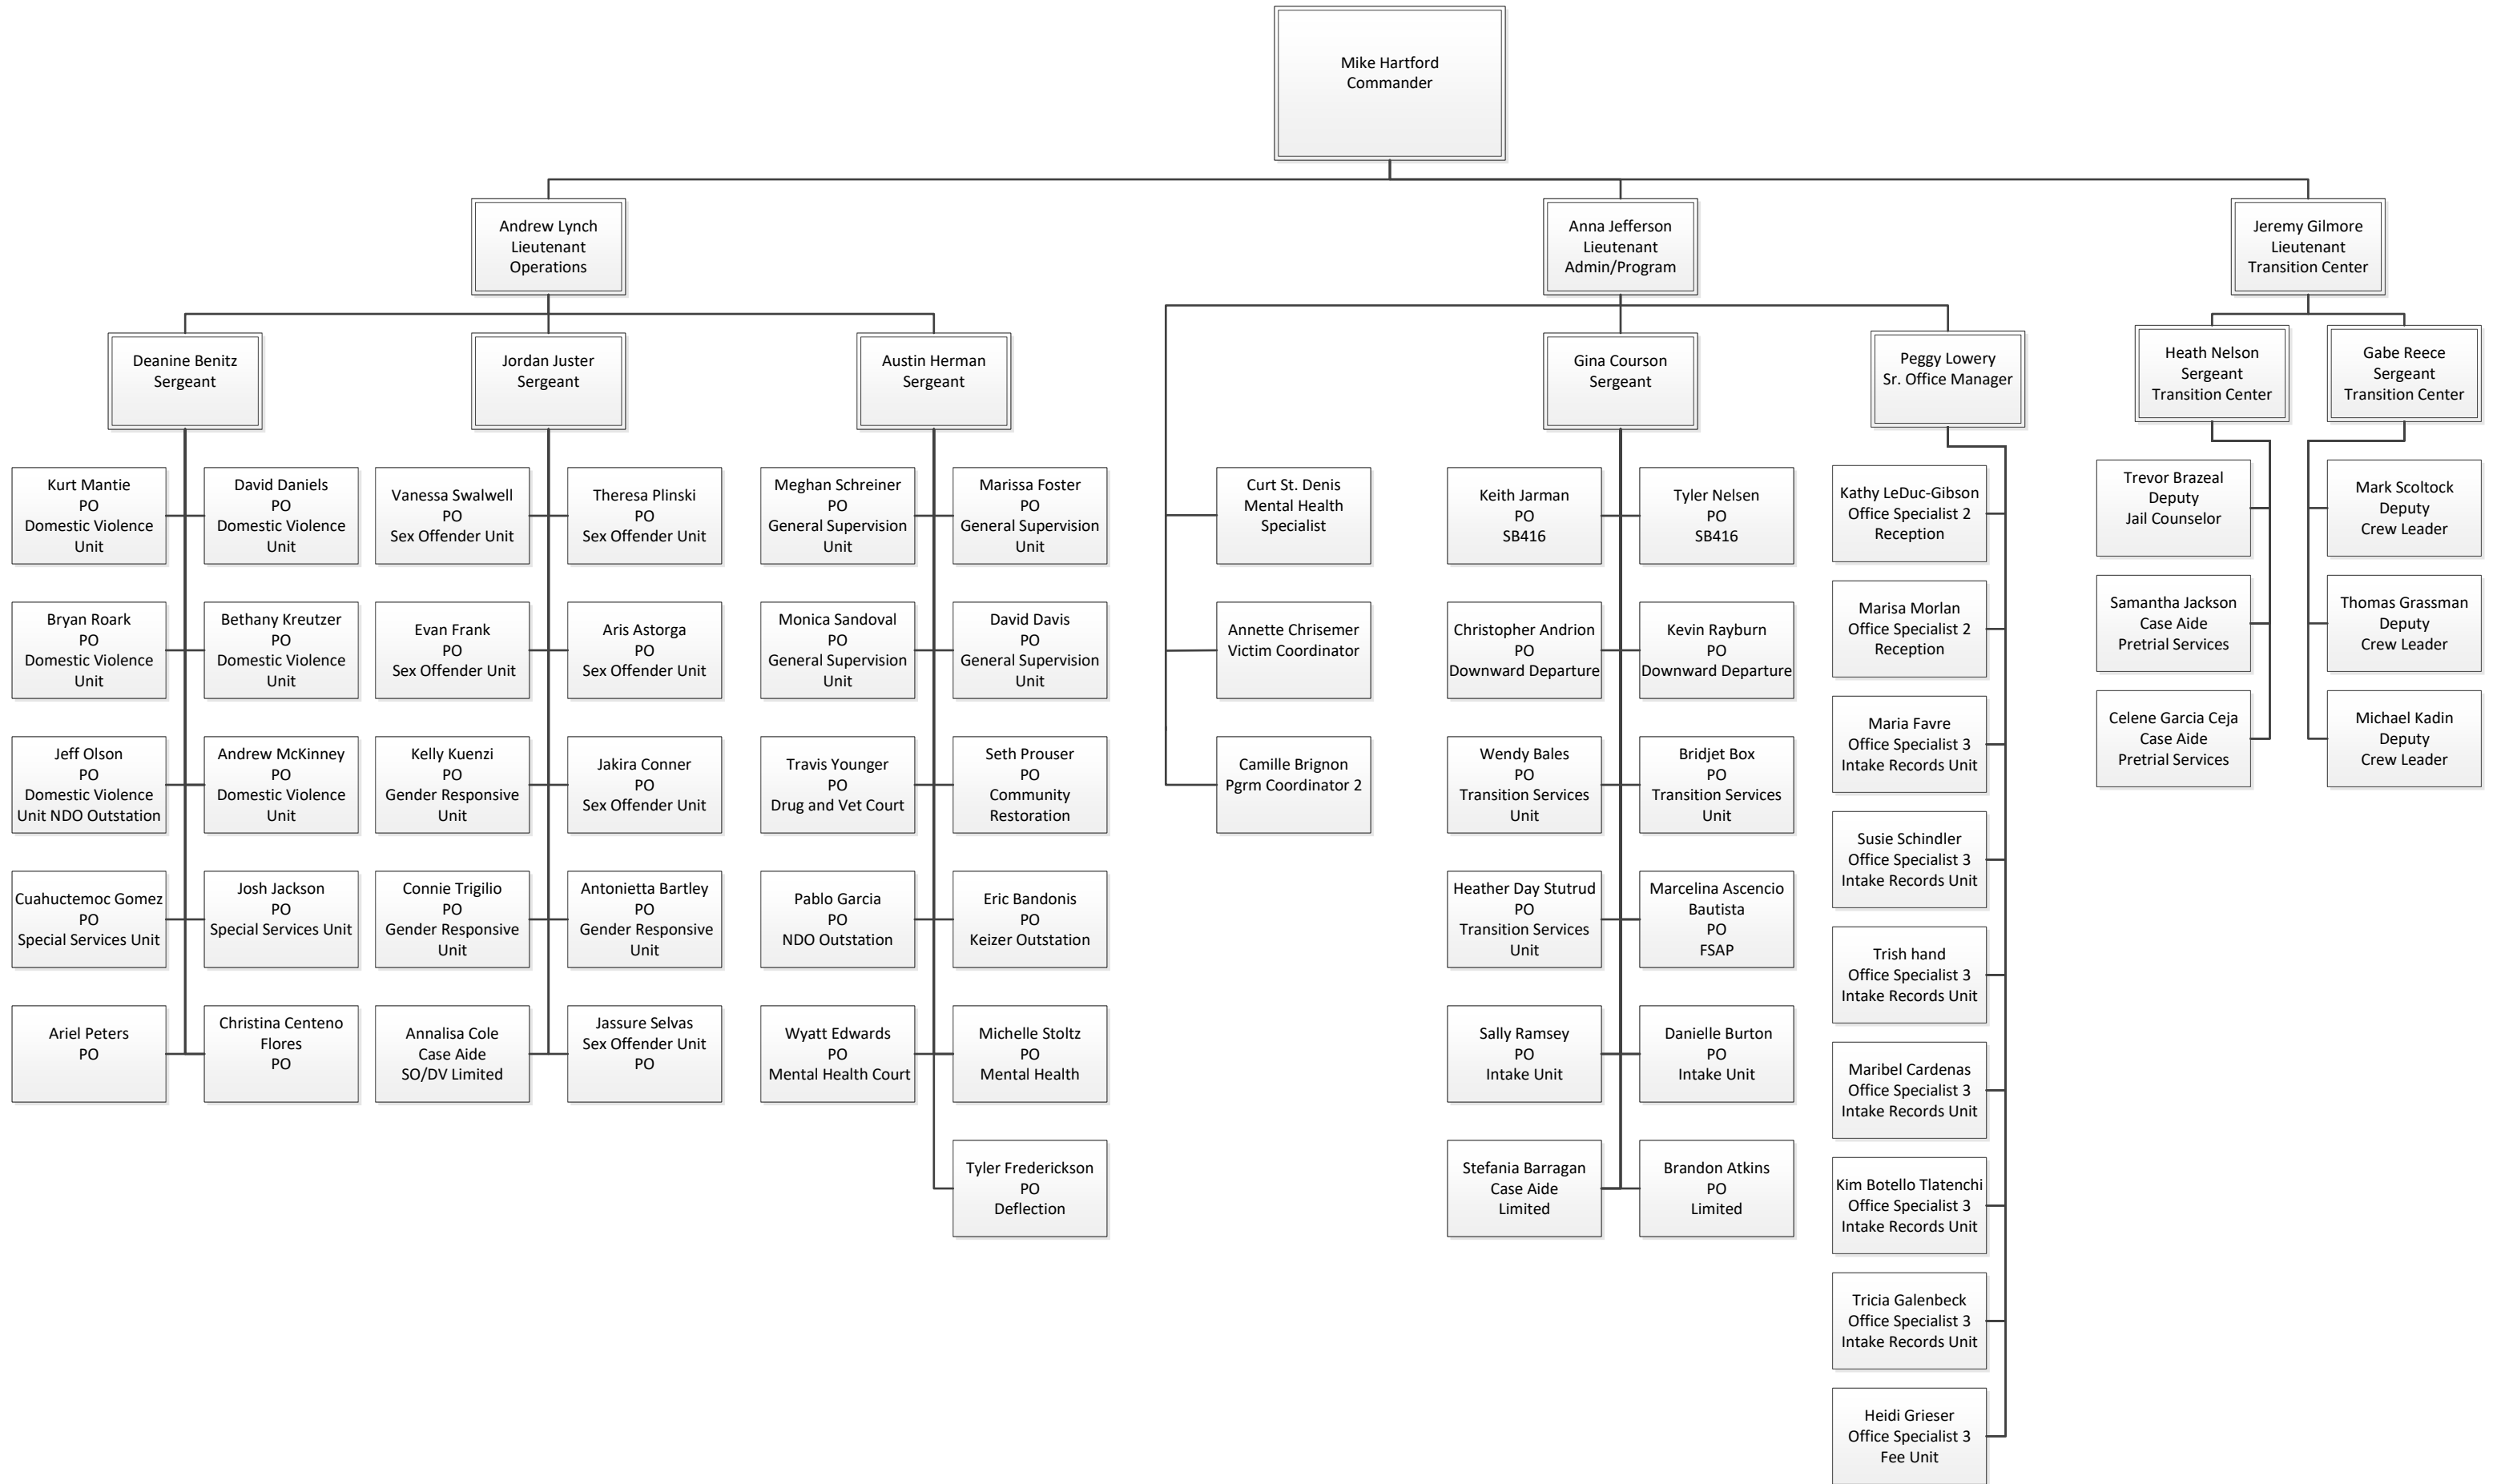 Mike Hartford
Commander
Andrew Lynch
Lieutenant
Operations
Anna Jefferson
Lieutenant
Admin/Program
Jeremy Gilmore
Lieutenant
Transition Center
Deanine Benitz
Sergeant
Jordan Juster
Sergeant
Austin Herman
Sergeant
Gina Courson
Sergeant
Peggy Lowery
Sr. Office Manager
Heath Nelson
Sergeant
Transition Center
Gabe Reece
Sergeant
Transition Center
Kurt Mantie
PO
Domestic Violence
Unit
David Daniels
PO
Domestic Violence
Unit
Bryan Roark
PO
Domestic Violence
Unit
Bethany Kreutzer
PO
Domestic Violence
Unit
Jeff Olson
PO
Domestic Violence
Unit NDO Outstation
Andrew McKinney
PO
Domestic Violence
Unit
Cuahuctemoc Gomez
PO
Special Services Unit
Josh Jackson
PO
Special Services Unit
Ariel Peters
PO
Christina Centeno
Flores
PO
Vanessa Swalwell
PO
Sex Offender Unit
Theresa Plinski
PO
Sex Offender Unit
Evan Frank
PO
Sex Offender Unit
Aris Astorga
PO
Sex Offender Unit
Kelly Kuenzi
PO
Gender Responsive
Unit
Jakira Conner
PO
Sex Offender Unit
Connie Trigilio
PO
Gender Responsive
Unit
Antonietta Bartley
PO
Gender Responsive
Unit
Annalisa Cole
Case Aide
SO/DV Limited
Jassure Selvas
Sex Offender Unit
PO
Meghan Schreiner
PO
General Supervision
Unit
Marissa Foster
PO
General Supervision
Unit
Monica Sandoval
PO
General Supervision
Unit
David Davis
PO
General Supervision
Unit
Travis Younger
PO
Drug and Vet Court
Seth Prouser
PO
Community
Restoration
Pablo Garcia
PO
NDO Outstation
Eric Bandonis
PO
Keizer Outstation
Wyatt Edwards
PO
Mental Health Court
Michelle Stoltz
PO
Mental Health
Tyler Frederickson
PO
Deflection
Curt St. Denis
Mental Health
Specialist
Annette Chrisemer
Victim Coordinator
Camille Brignon
Pgrm Coordinator 2
Keith Jarman
PO
SB416
Tyler Nelsen
PO
SB416
Christopher Andrion
PO
Downward Departure
Kevin Rayburn
PO
Downward Departure
Wendy Bales
PO
Transition Services
Unit
Bridjet Box
PO
Transition Services
Unit
Heather Day Stutrud
PO
Transition Services
Unit
Marcelina Ascencio
Bautista
PO
FSAP
Sally Ramsey
PO
Intake Unit
Danielle Burton
PO
Intake Unit
Stefania Barragan
Case Aide
Limited
Brandon Atkins
PO
Limited
Kathy LeDuc-Gibson
Office Specialist 2
Reception
Marisa Morlan
Office Specialist 2
Reception
Maria Favre
Office Specialist 3
Intake Records Unit
Susie Schindler
Office Specialist 3
Intake Records Unit
Trish hand
Office Specialist 3
Intake Records Unit
Maribel Cardenas
Office Specialist 3
Intake Records Unit
Kim Botello Tlatenchi
Office Specialist 3
Intake Records Unit
Tricia Galenbeck
Office Specialist 3
Intake Records Unit
Heidi Grieser
Office Specialist 3
Fee Unit
Trevor Brazeal
Deputy
Jail Counselor
Samantha Jackson
Case Aide
Pretrial Services
Celene Garcia Ceja
Case Aide
Pretrial Services
Mark Scoltock
Deputy
Crew Leader
Thomas Grassman
Deputy
Crew Leader
Michael Kadin
Deputy
Crew Leader